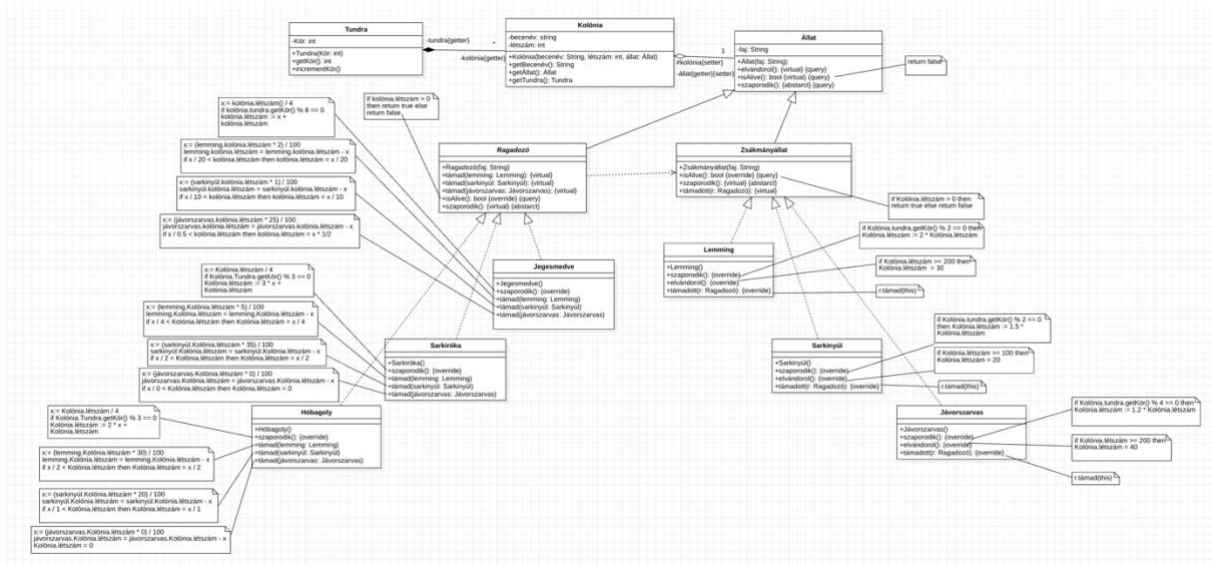 Tundra
-Kör: int
+Tundra(Kör: int)
+getKör(): int
+incrementKör()
-tundra{getter}
*
-kolónia{getter}
Kolónia
-becenév: string
-létszám: int
+Kolónia(becenév: String, létszám: int, állat: Állat)
+getBecenév(): String
+getÁllat(): Állat
+getTundra(): Tundra
1
#kolónia{setter}
-állat{getter}{setter}
Állat
-faj: String
+Állat(faj: String)
+elvándorol(): {virtual} {query}
+isAlive(): bool {virtual} {query}
+szaporodik(): {abstarct} {query}
return false
x:= kolónia.létszám() / 4
if kolónia.tundra.getKör() % 8 == 0
kolónia.létszám := x +
kolónia.létszám
if kolónia.létszám > 0
then return true else
return false
x:= (lemming.kolónia.létszám * 2) / 100
lemming.kolónia.létszám = lemming.kolónia.létszám - x
if x / 20 < kolónia.létszám then kolónia.létszám = x / 20
x:= (sarkinyúl.kolónia.létszám * 1) / 100
sarkinyúl.kolónia.létszám = sarkinyúl.kolónia.létszám - x
if x / 10 < kolónia.létszám then kolónia.létszám = x / 10
x:= (jávorszarvas.kolónia.létszám * 25) / 100
jávorszarvas.kolónia.létszám = jávorszarvas.kolónia.létszám - x
if x / 0.5 < kolónia.létszám then kolónia.létszám = x * 1/2
Ragadozó
+Ragadozó(faj: String)
+támad(lemming: Lemming): {virtual}
+támad(sarkinyúl: Sarkinyúl): {virtual}
+támad(jávorszarvas: Jávorszarvas): {virtual}
+isAlive(): bool {override} {query}
+szaporodik(): {virtual} {abstarct}
Zsákmányállat
+Zsákmányállat(faj: String)
+isAlive(): bool {override} {query}
+szaporodik(): {virtual} {abstarct}
+támadott(r: Ragadozó): {virtual}
if Kolónia.létszám > 0 then
return true else return false
Lemming
+Lemming()
+szaporodik(): {override}
+elvándorol(): {override}
+támadott(r: Ragadozó): {override}
if Kolónia.tundra.getKör() % 2 == 0 then
Kolónia.létszám := 2 * Kolónia.létszám
if Kolónia.létszám >= 200 then
Kolónia.létszám = 30
r.támad(this)
Jegesmedve
+Jegesmedve()
+szaporodik(): {override}
+támad(lemming: Lemming)
+támad(sarkinyúl: Sarkinyúl)
+támad(jávorszarvas: Jávorszarvas)
x:= Kolónia.létszám / 4
if Kolónia.Tundra.getKör() % 3 == 0
Kolónia.létszám := 3 * x +
Kolónia.létszám
x:= (lemming.Kolónia.létszám * 5) / 100
lemming.Kolónia.létszám = lemming.Kolónia.létszám - x
if x / 4 < Kolónia.létszám then Kolónia.létszám = x / 4
x:= (sarkinyúl.Kolónia.létszám * 35) / 100
sarkinyúl.Kolónia.létszám = sarkinyúl.Kolónia.létszám - x
if x / 2 < Kolónia.létszám then Kolónia.létszám = x / 2
x:= (jávorszarvas.Kolónia.létszám * 0) / 100
jávorszarvas.Kolónia.létszám = jávorszarvas.Kolónia.létszám - x
if x / 0 < Kolónia.létszám then Kolónia.létszám = 0
Sarkiróka
+Sarkiróka()
+szaporodik(): {override}
+támad(lemming: Lemming)
+támad(sarkinyúl: Sarkinyúl)
+támad(jávorszarvas: Jávorszarvas)
Sarkinyúl
+Sarkinyúl()
+szaporodik(): {override}
+elvándorol(): {override}
+támadott(r: Ragadozó): {override}
if Kolónia.tundra.getKör() % 2 == 0
then Kolónia.létszám := 1.5 *
Kolónia.létszám
if Kolónia.létszám >= 100 then
Kolónia.létszám = 20
r.támad(this)
x:= Kolónia.létszám / 4
if Kolónia.Tundra.getKör() % 3 == 0
Kolónia.létszám := 2 * x +
Kolónia.létszám
x:= (lemming.Kolónia.létszám * 30) / 100
lemming.Kolónia.létszám = lemming.Kolónia.létszám - x
if x / 2 < Kolónia.létszám then Kolónia.létszám = x / 2
x:= (sarkinyúl.Kolónia.létszám * 20) / 100
sarkinyúl.Kolónia.létszám = sarkinyúl.Kolónia.létszám - x
if x / 1 < Kolónia.létszám then Kolónia.létszám = x / 1
x:= (jávorszarvas.Kolónia.létszám * 0) / 100
jávorszarvas.Kolónia.létszám = jávorszarvas.Kolónia.létszám - x
Kolónia.létszám = 0
Hóbagoly
+Hóbagoly()
+szaporodik(): {override}
+támad(lemming: Lemming)
+támad(sarkinyúl: Sarkinyúl)
+támad(jávorszarvas: Jávorszarvas)
Jávorszarvas
+Jávorszarvas()
+szaporodik(): {override}
+elvándorol(): {override}
+támadott(r: Ragadozó): {override}
if Kolónia.tundra.getKör() % 4 == 0 then
Kolónia.létszám := 1.2 * Kolónia.létszám
if Kolónia.létszám >= 200 then
Kolónia.létszám = 40
r.támad(this)